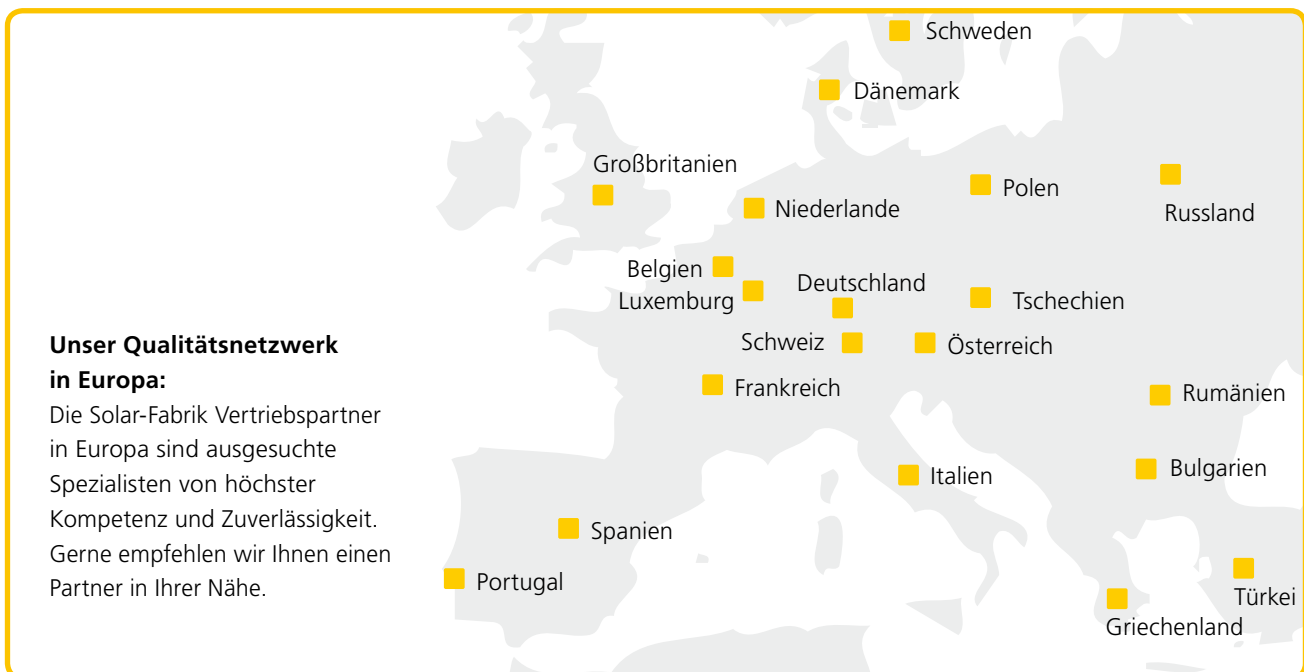 Schweden
Dänemark
Großbritanien
Polen
Niederlande
Russland
Belgien
Deutschland
Luxemburg
Tschechien
Schweiz
Österreich
Frankreich
Rumänien
Italien
Bulgarien
Spanien
Portugal
Türkei
Griechenland
Unser Qualitätsnetzwerk
in Europa:
Die Solar-Fabrik Vertriebspartner
in Europa sind ausgesuchte
Spezialisten von höchster
Kompetenz und Zuverlässigkeit.
Gerne empfehlen wir Ihnen einen
Partner in Ihrer Nähe.